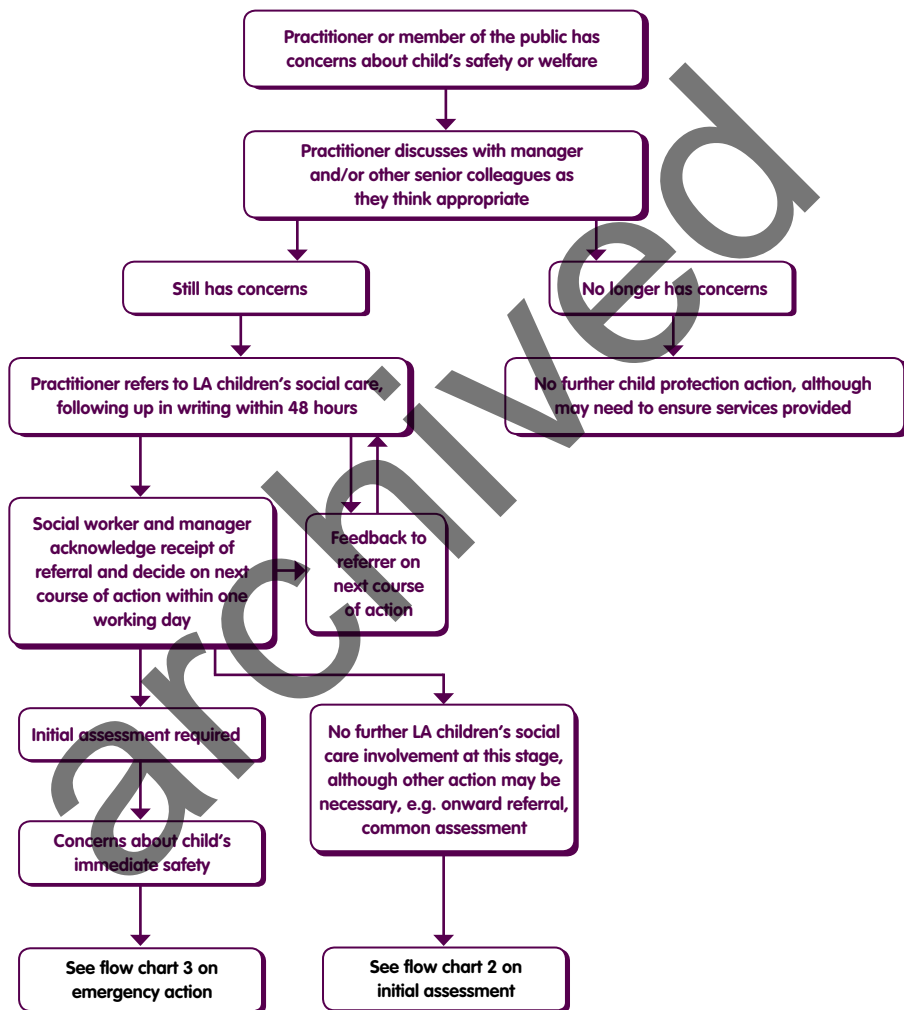 Practitioner or member of the public has
concerns about child's safety or welfare
Practitioner discusses with manager
and/or other senior colleagues as
they think appropriate
Still has concerns
No longer has concerns
Practitioner refers to LA children's social care,
following up in writing within 48 hours
No further child protection action, although
may need to ensure services provided
Social worker and manager
acknowledge receipt of
referral and decide on next
course of action within one
working day
Feedback to
referrer on
next course
of action
Initial assessment required
No further LA children's social
care involvement at this stage,
although other action may be
necessary, e.g. onward referral,
common assessment
Concerns about child's
immediate safety
See flow chart 3 on
emergency action
See flow chart 2 on
initial assessment
archived